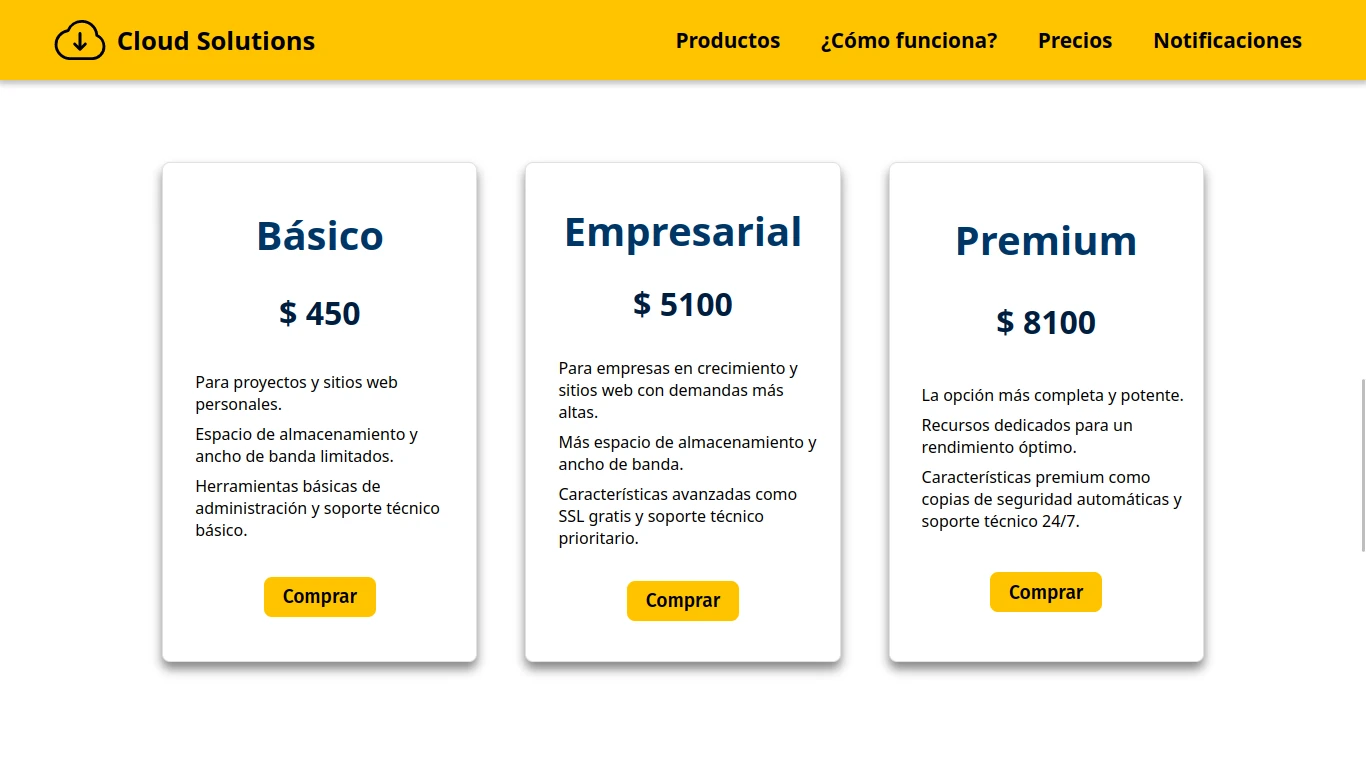 Cloud Solutions
Productos
¿Cómo funciona?
Precios
Notificaciones
Básico
$ 450
Para proyectos y sitios web
personales.
Espacio de almacenamiento y
ancho de banda limitados.
Herramientas básicas de
administración y soporte técnico
básico.
Comprar
Empresarial
$ 5100
Para empresas en crecimiento y
sitios web con demandas más
altas.
Más espacio de almacenamiento y
ancho de banda.
Características avanzadas como
SSL gratis y soporte técnico
prioritario.
Comprar
Premium
$ 8100
La opción más completa y potente.
Recursos dedicados para un
rendimiento óptimo.
Características premium como
copias de seguridad automáticas y
soporte técnico 24/7.
Comprar